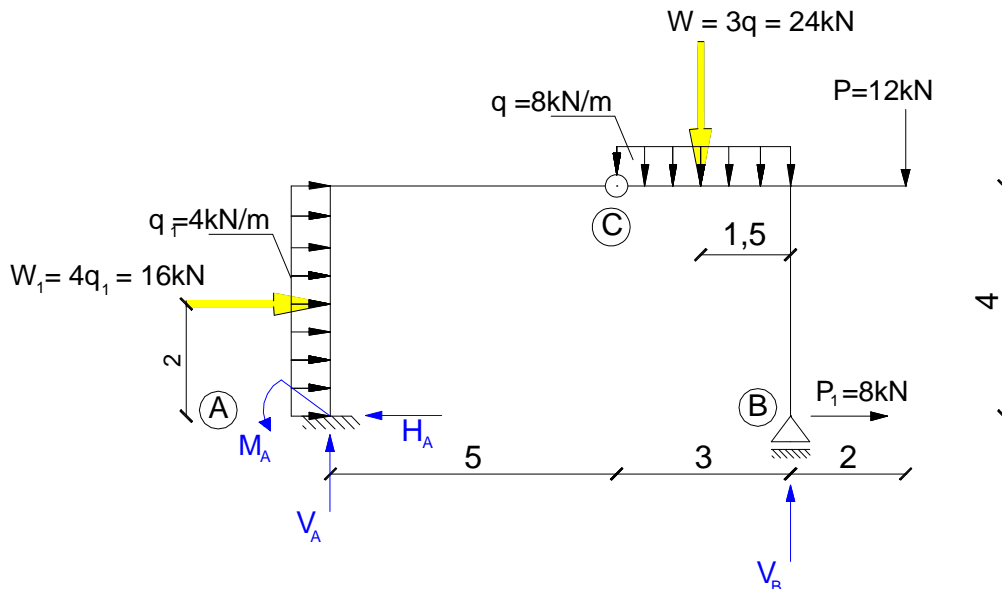 W = 3q = 24kN
q =8kN/m
P=12kN
C
1,5
q1=4kN/m
W1= 4q1 = 16kN
4
2
A
MA
HA
B
P1=8kN
5
3
2
VA
VB